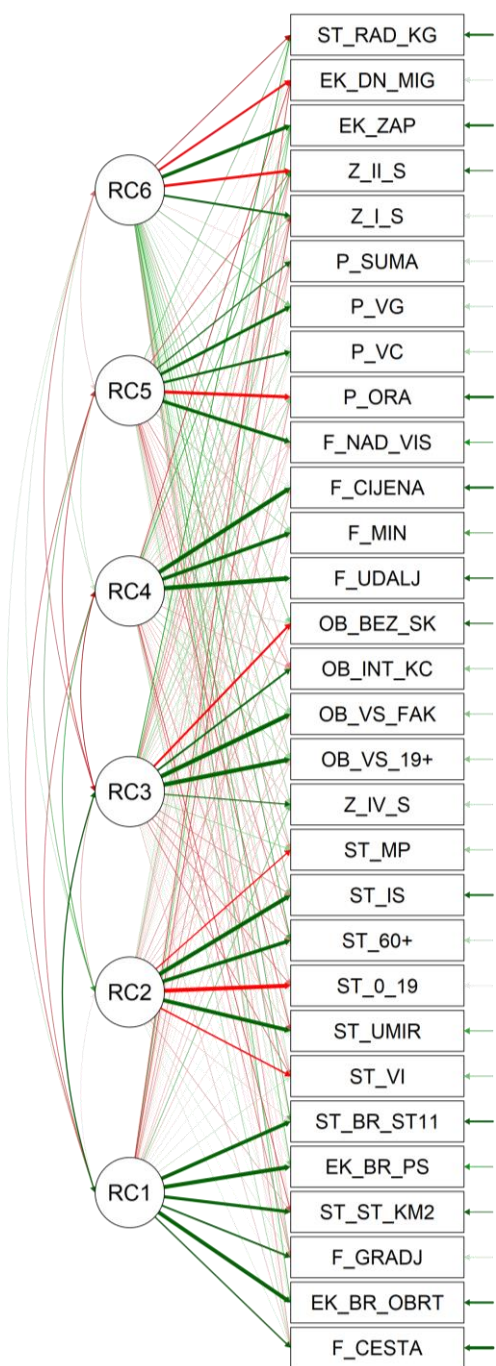 ST_RAD_KG
EK_DN_MIG
EK_ZAP
Z_II_S
Z_I_S
P_SUMA
P_VG
P_VC
P_ORA
F_NAD_VIS
F_CIJENA
F_MIN
F_UDALJ
OB_BEZ_SK
OB_INT_KC
OB_VS_FAK
OB_VS_19+
Z_IV_S
ST_MP
ST_IS
ST_60+
ST_0_19
ST_UMIR
ST_VI
ST_BR_ST11
EK_BR_PS
ST_ST_KM2
F_GRADJ
EK_BR_OBRT
F_CESTA
RC6
RC5
RC4
RC3
RC2
RC1